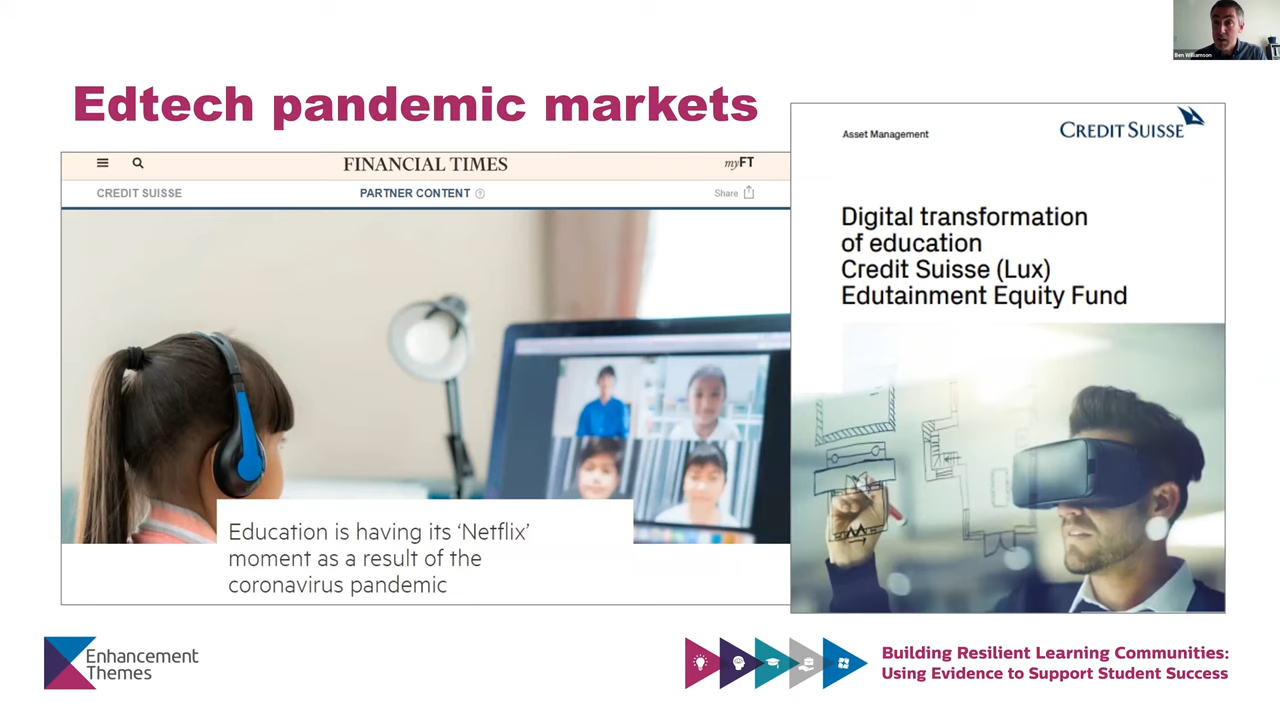 Ben Williamson
Edtech pandemic markets
FINANCIAL TIMES
myFT
CREDIT SUISSE
PARTNER CONTENT ?
Share
Education is having its ‘Netflix’
moment as a result of the
coronavirus pandemic
Asset Management
CREDIT SUISSE
Digital transformation
of education
Credit Suisse (Lux)
Edutainment Equity Fund
Enhancement
Themes
Building Resilient Learning Communities:
Using Evidence to Support Student Success